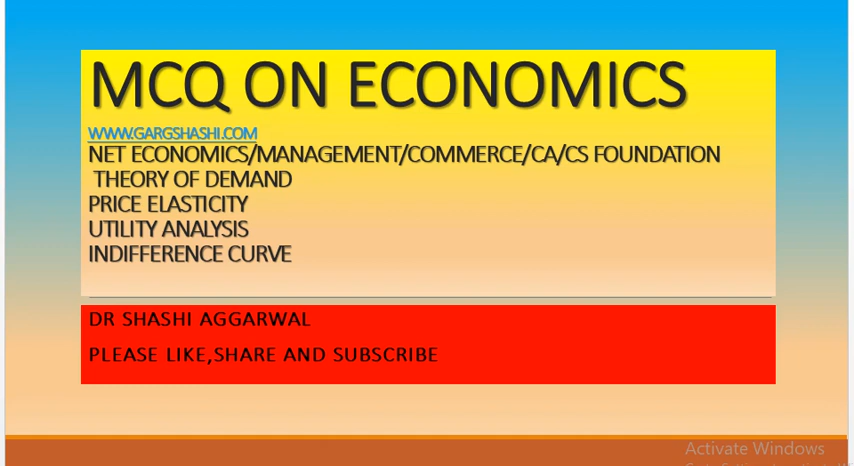 MCQ ON ECONOMICS
WWW.GARGSHASHI.COM
NET ECONOMICS/MANAGEMENT/COMMERCE/CA/CS FOUNDATION
THEORY OF DEMAND
PRICE ELASTICITY
UTILITY ANALYSIS
INDIFFERENCE CURVE
DR SHASHI AGGARWAL
PLEASE LIKE,SHARE AND SUBSCRIBE
Activate Windows